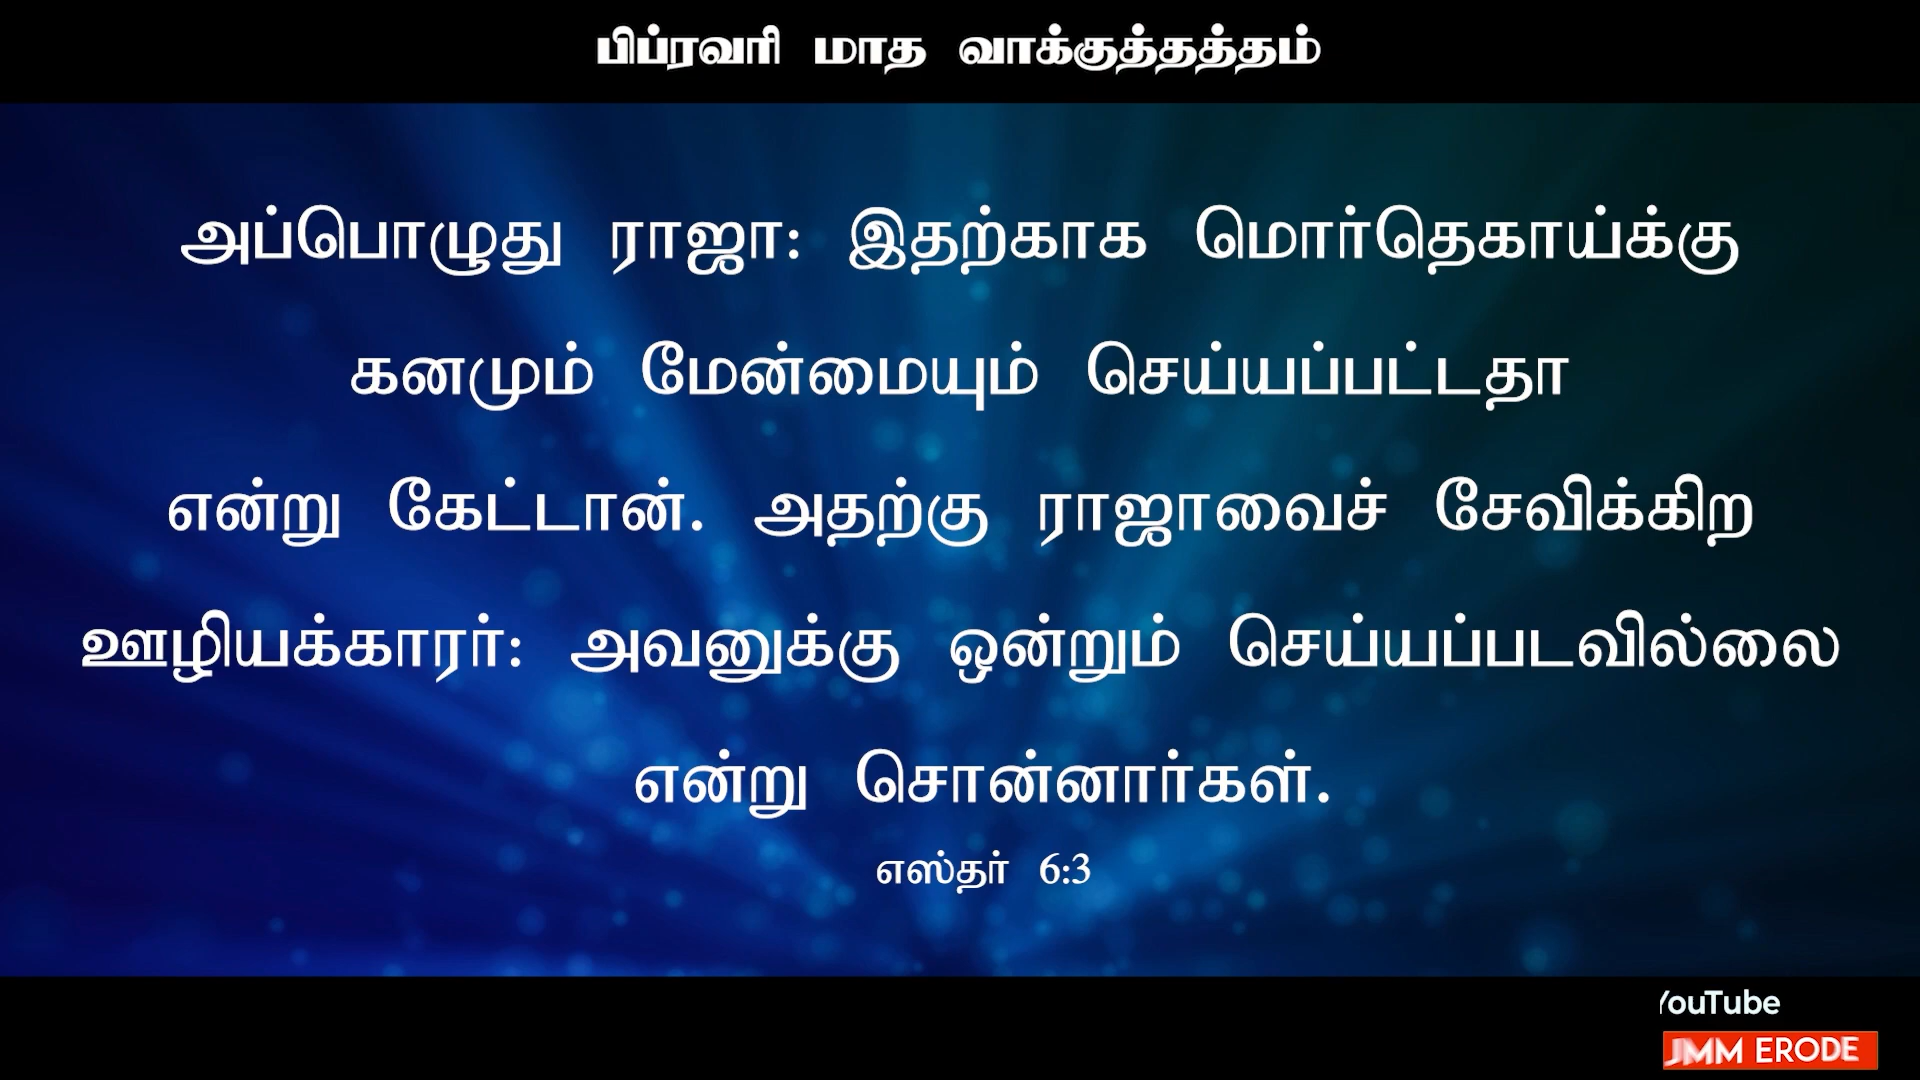 பிப்ரவரி மாத வாக்குத்தத்தம்
அப்பொழுது ராஜா: இதற்காக மொர்தெகாய்க்கு
கனமும் மேன்மையும் செய்யப்பட்டதா
என்று கேட்டான். அதற்கு ராஜாவைச் சேவிக்கிற
ஊழியக்காரர்: அவனுக்கு ஒன்றும் செய்யப்படவில்லை
என்று சொன்னார்கள்.
எஸ்தர் 6:3
YouTube
JMM ERODE